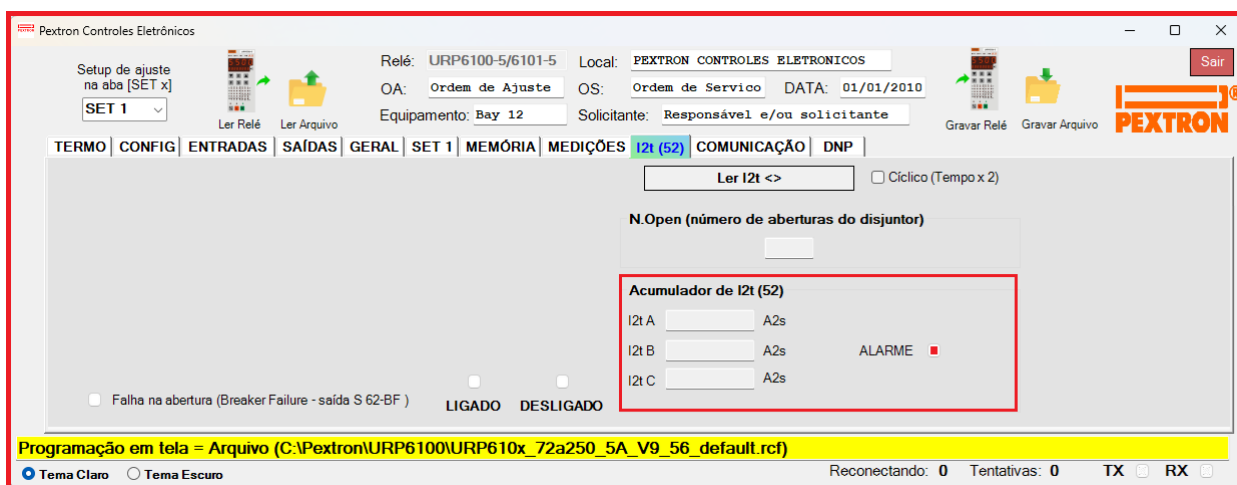 Pextron Controles Eletrônicos
Setup de ajuste
na aba [SET x]
SET 1
Ler Relé
Ler Arquivo
Relé: URP6100-5/6101-5 Local: PEXTRON CONTROLES ELETRONICOS
OA: Ordem de Ajuste OS: Ordem de Servico DATA: 01/01/2010
Equipamento: Bay 12 Solicitante: Responsável e/ou solicitante
Gravar Relé
Gravar Arquivo
Sair
PEXTRON®
TERMO CONFIG ENTRADAS SAÍDAS GERAL SET 1 MEMÓRIA MEDIÇÕES I2t (52) COMUNICAÇÃO DNP
Ler I2t <> Cíclico (Tempo x 2)
N.Open (número de aberturas do disjuntor)
Acumulador de I2t (52)
I2t A A2s
I2t B A2s ALARME
I2t C A2s
Falha na abertura (Breaker Failure - saída S 62-BF ) LIGADO DESLIGADO
Programação em tela = Arquivo (C:\Pextron\URP6100\URP610x_72a250_5A_V9_56_default.rcf)
Tema Claro Tema Escuro Reconectando: 0 Tentativas: 0 TX RX